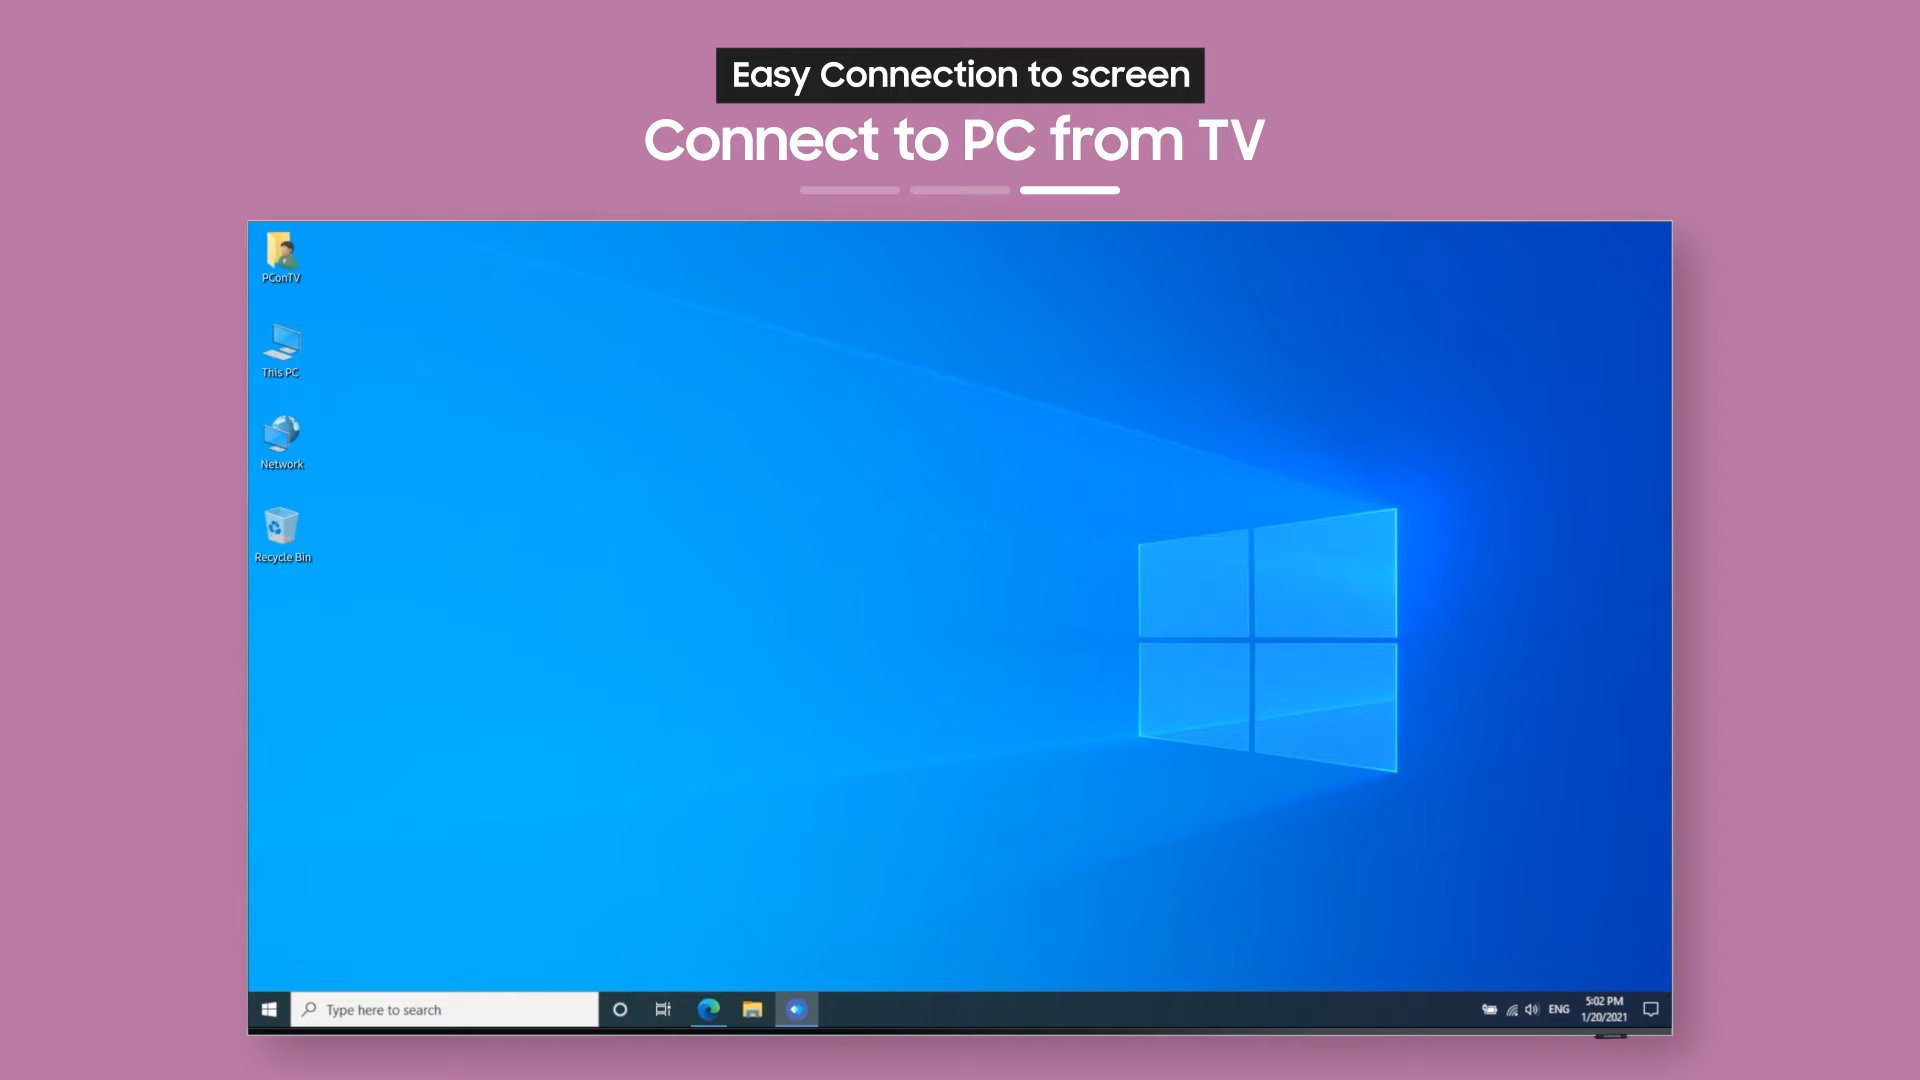 Easy Connection to screen
Connect to PC from TV
PConTV
This PC
Network
Recycle Bin
Type here to search
ENG
5:02 PM
1/20/2021